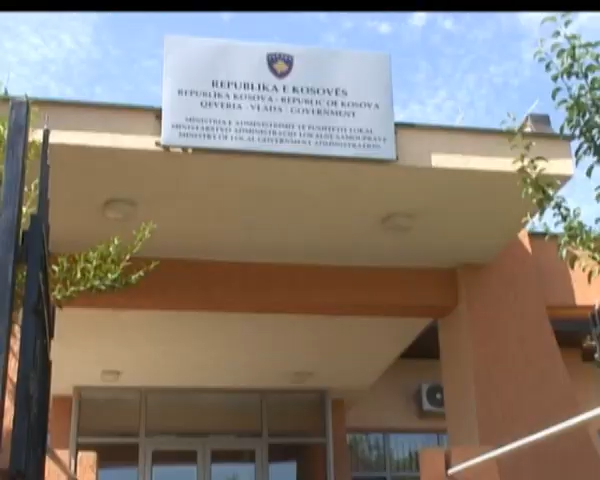 REPUBLIKA E KOSOVËS
REPUBLIKA KOSOVA - REPUBLIC OF KOSOVA
QEVERIA - VLADA - GOVERNMENT
MINISTRIA E ADMINISTRIMIT TË PUSHTETIT LOKAL
MINISTARSTVO ADMINISTRACIJE LOKALNE SAMOUPRAVE
MINISTRY OF LOCAL GOVERNMENT ADMINISTRATION